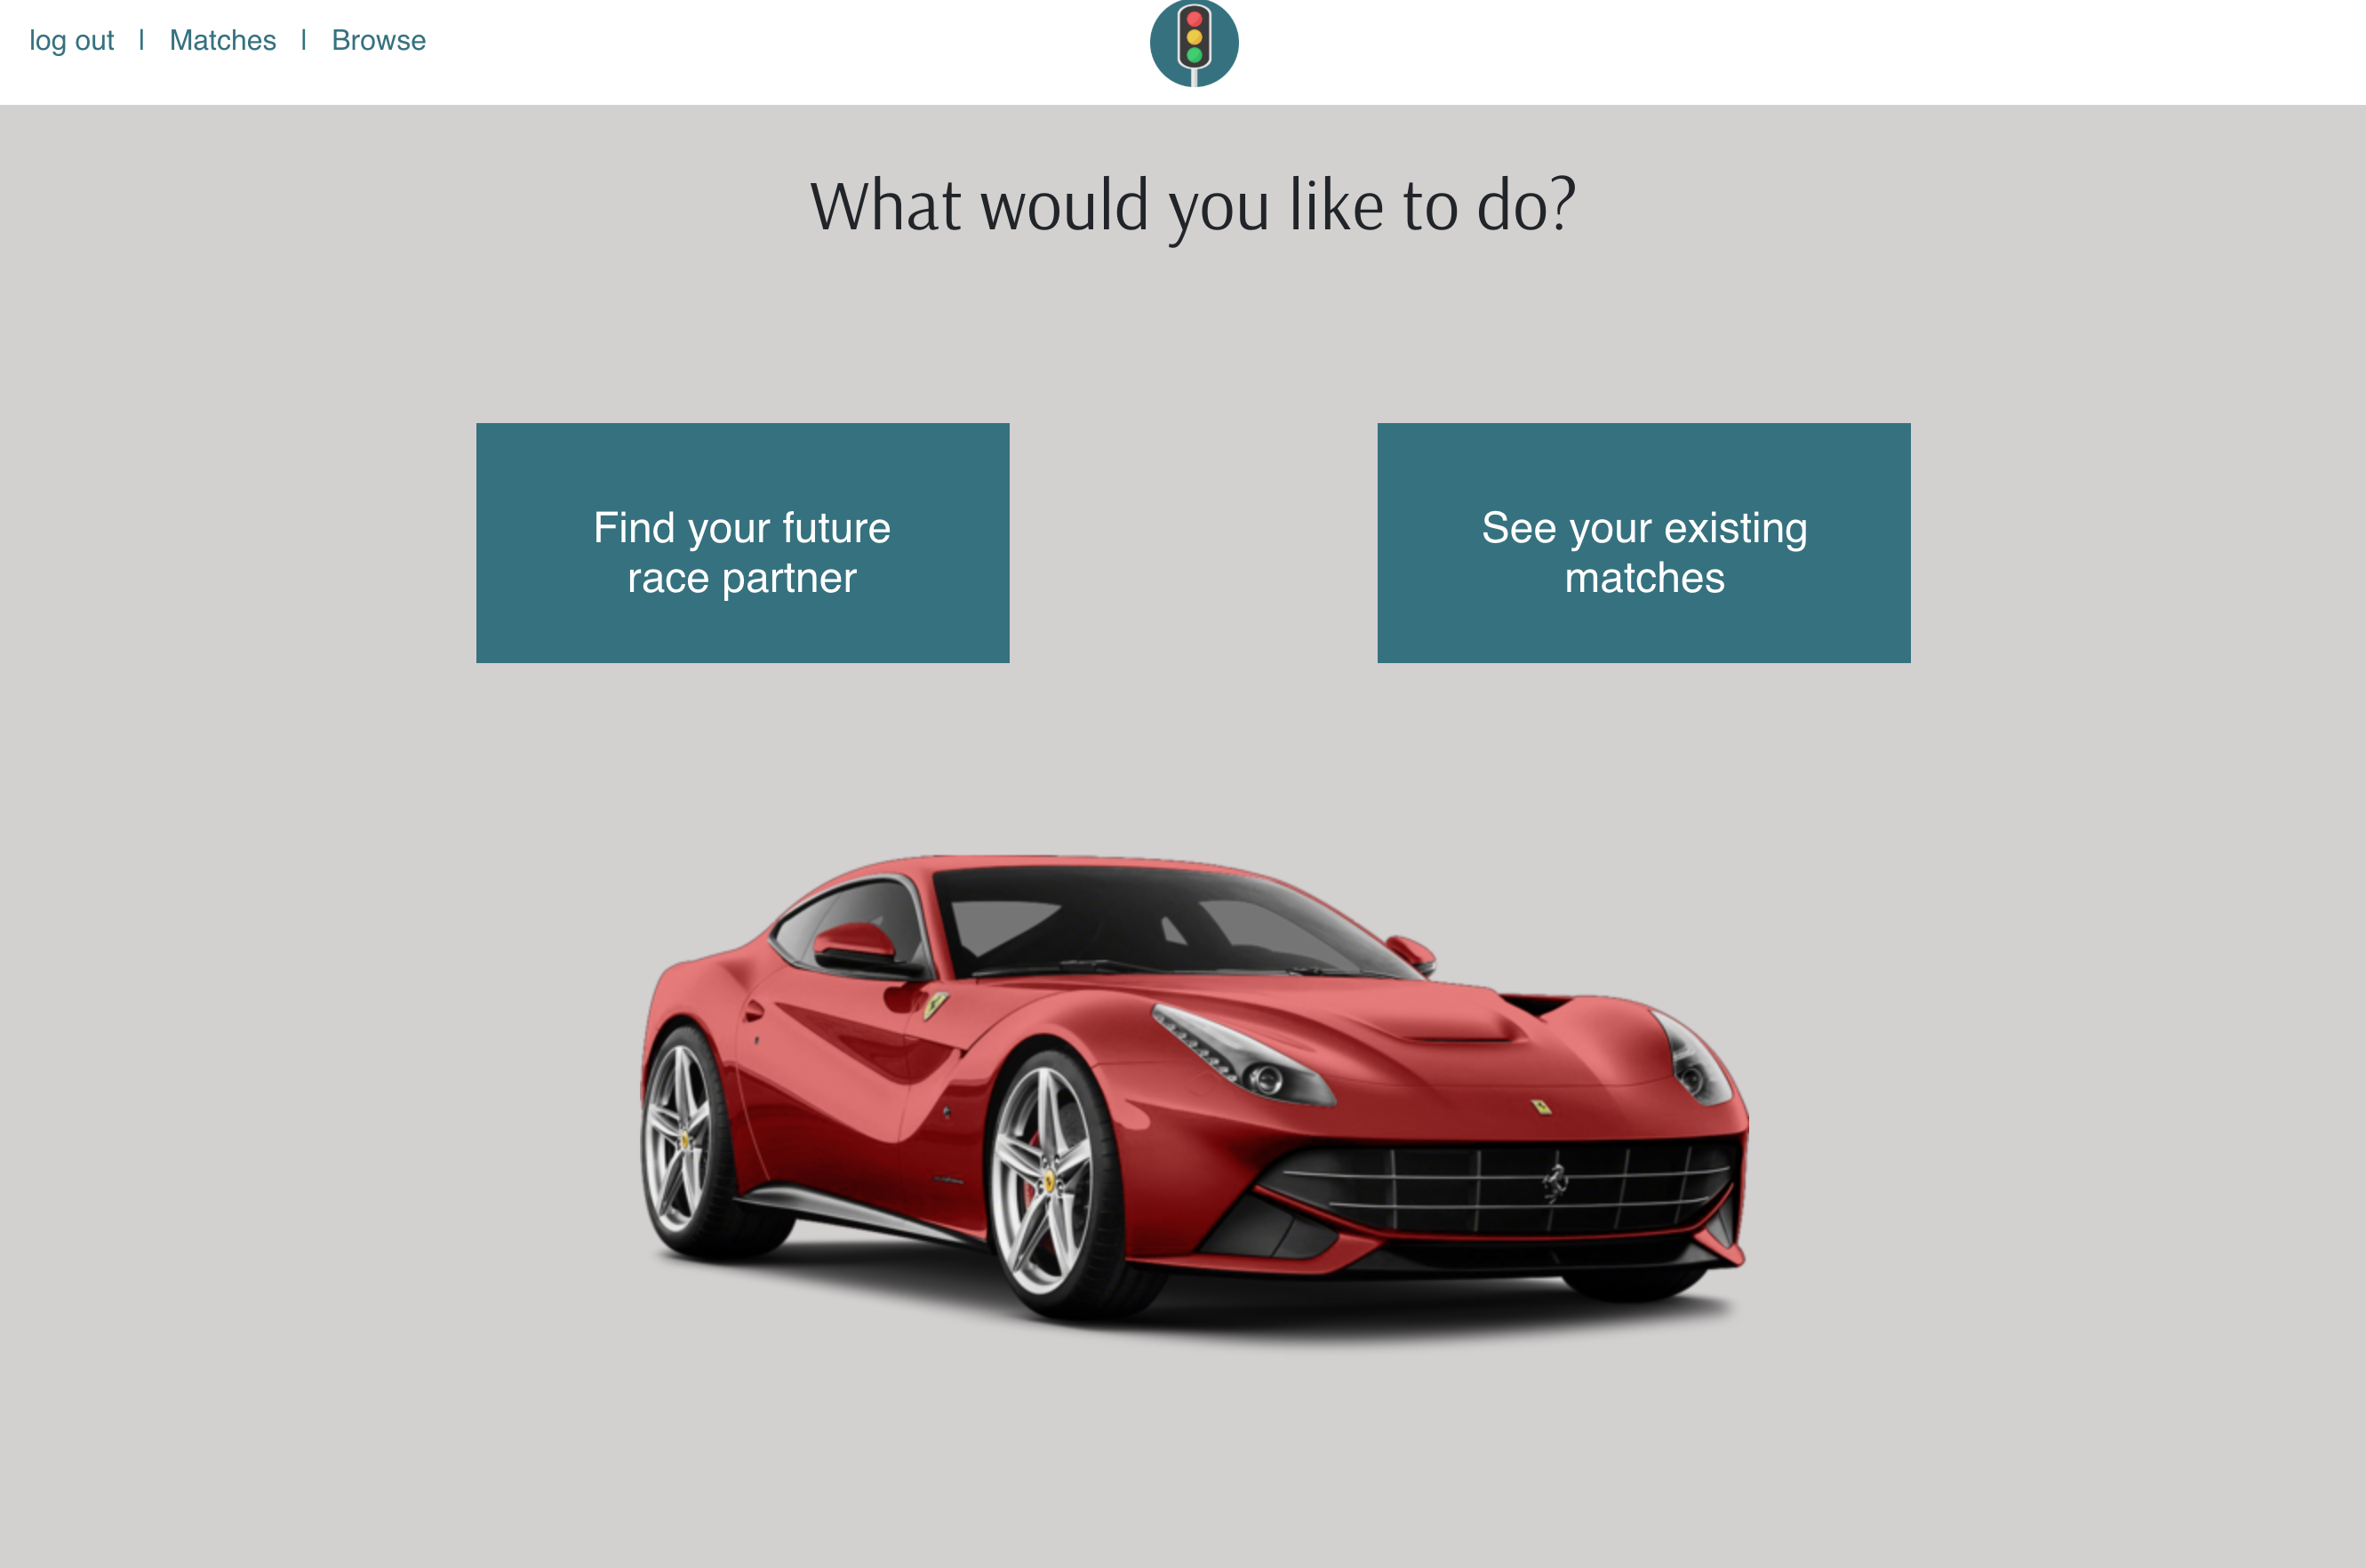 log out | Matches | Browse
What would you like to do?
Find your future
race partner
See your existing
matches